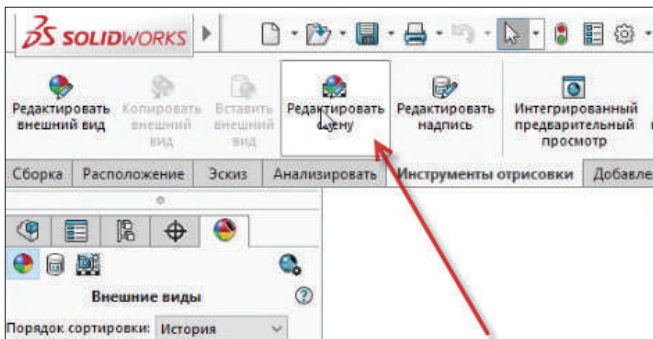 SOLIDWORKS
Редактировать внешний вид
Копировать внешний вид
Вставить внешний вид
Редактировать сцену
Редактировать надпись
Интегрированный предварительный просмотр
Сборка Расположение Эскиз Анализировать Инструменты отрисовки
Внешние виды
Порядок сортировки: История